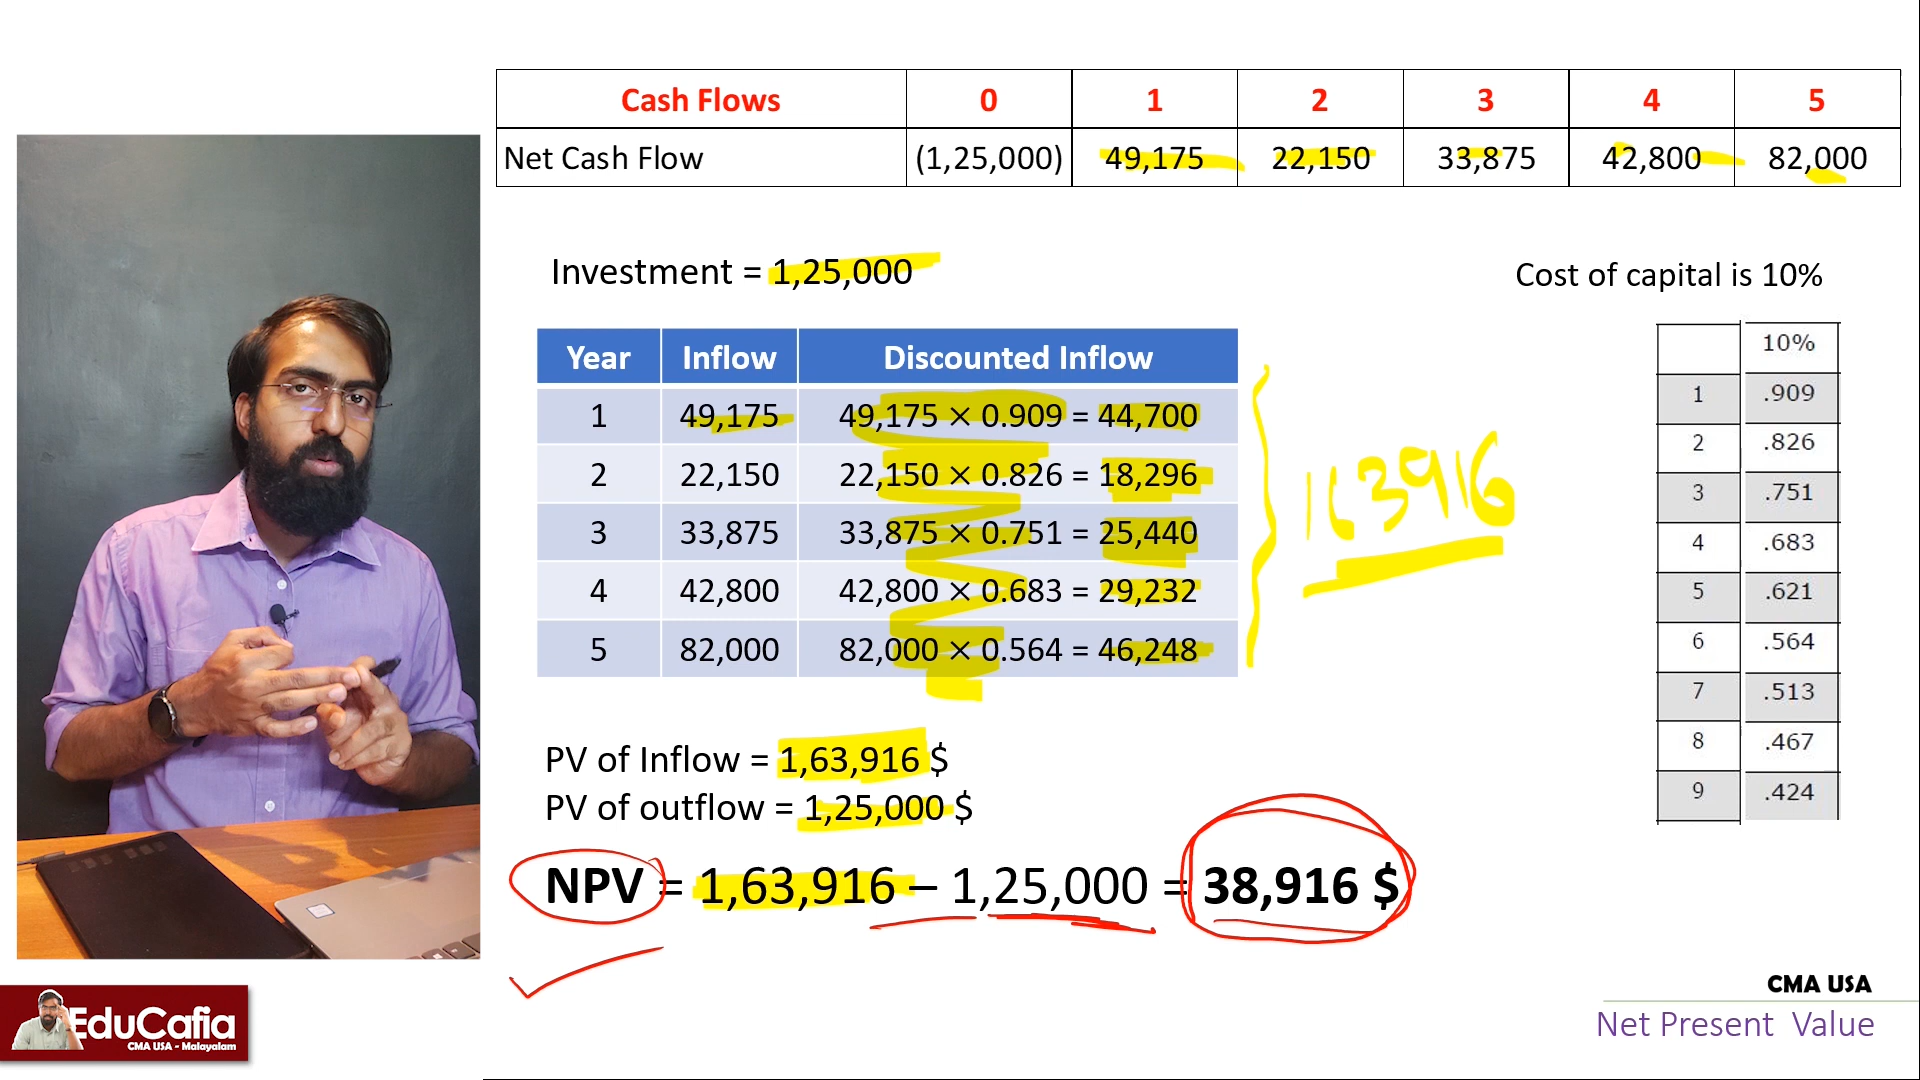 Cash Flows 0 1 2 3 4 5
Net Cash Flow (1,25,000) 49,175 22,150 33,875 42,800 82,000
Investment = 1,25,000
Cost of capital is 10%
Year Inflow Discounted Inflow
1 49,175 49,175 × 0.909 = 44,700
2 22,150 22,150 × 0.826 = 18,296
3 33,875 33,875 × 0.751 = 25,440
4 42,800 42,800 × 0.683 = 29,232
5 82,000 82,000 × 0.564 = 46,248
163916
10%
1 .909
2 .826
3 .751
4 .683
5 .621
6 .564
7 .513
8 .467
9 .424
PV of Inflow = 1,63,916 $
PV of outflow = 1,25,000 $
NPV = 1,63,916 – 1,25,000 = 38,916 $
EduCafia
CMA USA - Malayalam
CMA USA
Net Present Value